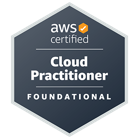 aws
certified
Cloud
Practitioner
FOUNDATIONAL